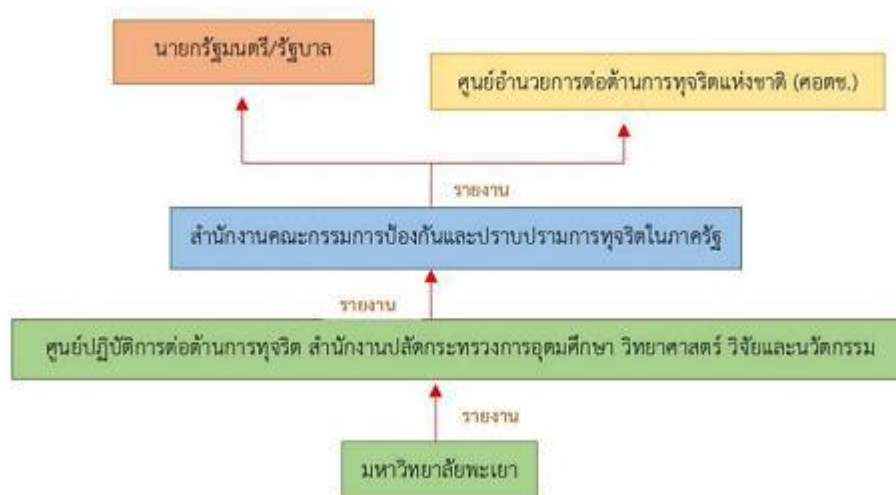 นายกรัฐมนตรี/รัฐบาล
ศูนย์อำนวยการต่อต้านการทุจริตแห่งชาติ (ศอตช.)
รายงาน
สำนักงานคณะกรรมการป้องกันและปราบปรามการทุจริตในภาครัฐ
รายงาน
ศูนย์ปฏิบัติการต่อต้านการทุจริต สำนักงานปลัดกระทรวงการอุดมศึกษา วิทยาศาสตร์ วิจัยและนวัตกรรม
รายงาน
มหาวิทยาลัยพะเยา